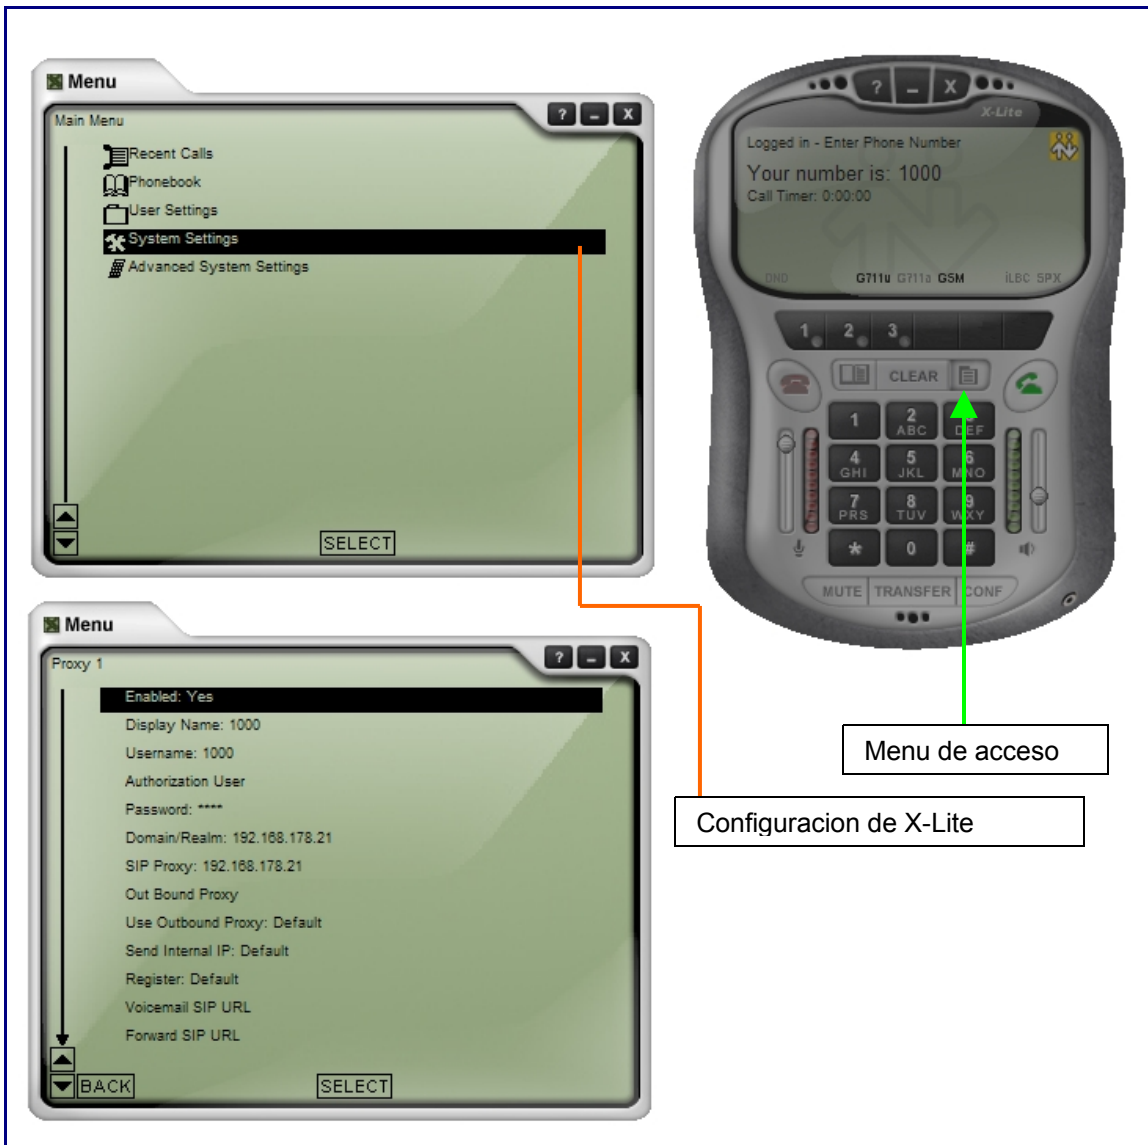 Menu
Main Menu
? – X
Recent Calls
Phonebook
User Settings
System Settings
Advanced System Settings
SELECT
? – X
X-Lite
Logged in - Enter Phone Number
Your number is: 1000
Call Timer: 0:00:00
DND G711u G711a GSM iLBC SPX
1 2 3
CLEAR
1 2 3
ABC DEF
4 5 6
GHI JKL MNO
7 8 9
PRS TUV WXY
* 0 #
MUTE TRANSFER CONF
Menu de acceso
Configuracion de X-Lite
Menu
Proxy 1
? – X
Enabled: Yes
Display Name: 1000
Username: 1000
Authorization User
Password: ****
Domain/Realm: 192.168.178.21
SIP Proxy: 192.168.178.21
Out Bound Proxy
Use Outbound Proxy: Default
Send Internal IP: Default
Register: Default
Voicemail SIP URL
Forward SIP URL
BACK SELECT